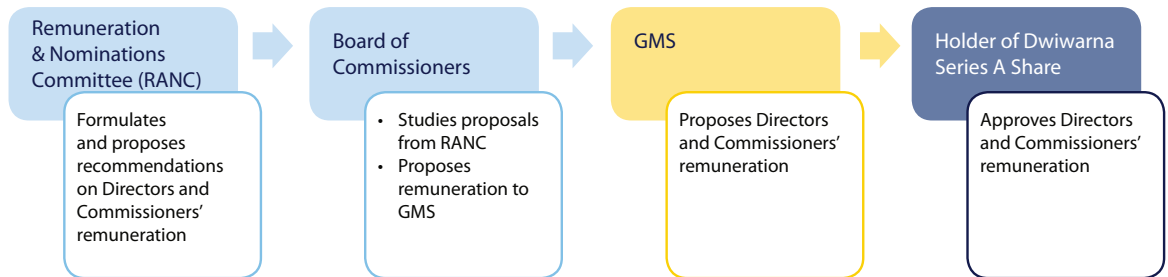 Remuneration
& Nominations
Committee (RANC)
Formulates
and proposes
recommendations
on Directors and
Commissioners'
remuneration
Board of
Commissioners
• Studies proposals
from RANC
• Proposes
remuneration to
GMS
GMS
Proposes Directors
and Commissioners'
remuneration
Holder of Dwiwarna
Series A Share
Approves Directors
and Commissioners'
remuneration